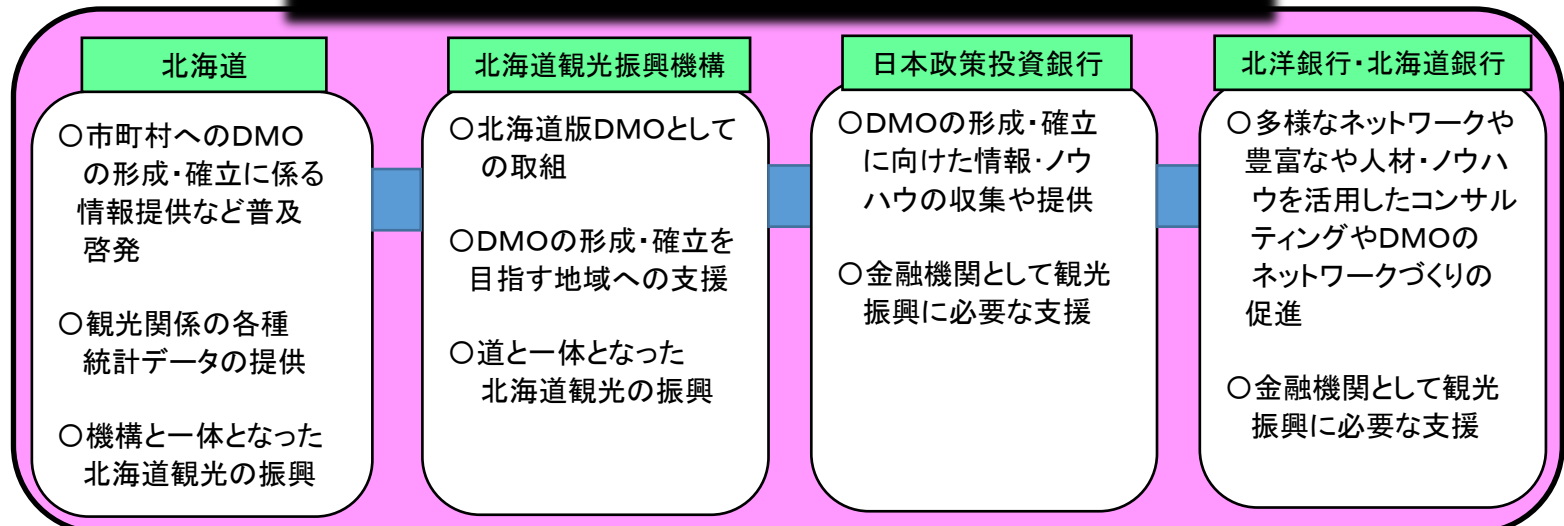 北海道
〇市町村へのDMO
の形成・確立に係る
情報提供など普及
啓発
〇観光関係の各種
統計データの提供
〇機構と一体となった
北海道観光の振興
北海道観光振興機構
〇北海道版DMOとして
の取組
〇DMOの形成・確立を
目指す地域への支援
〇道と一体となった
北海道観光の振興
日本政策投資銀行
〇DMOの形成・確立
に向けた情報・ノウ
ハウの収集や提供
〇金融機関として観光
振興に必要な支援
北洋銀行・北海道銀行
〇多様なネットワークや
豊富なや人材・ノウハ
ウを活用したコンサル
ティングやDMOの
ネットワークづくりの
促進
〇金融機関として観光
振興に必要な支援